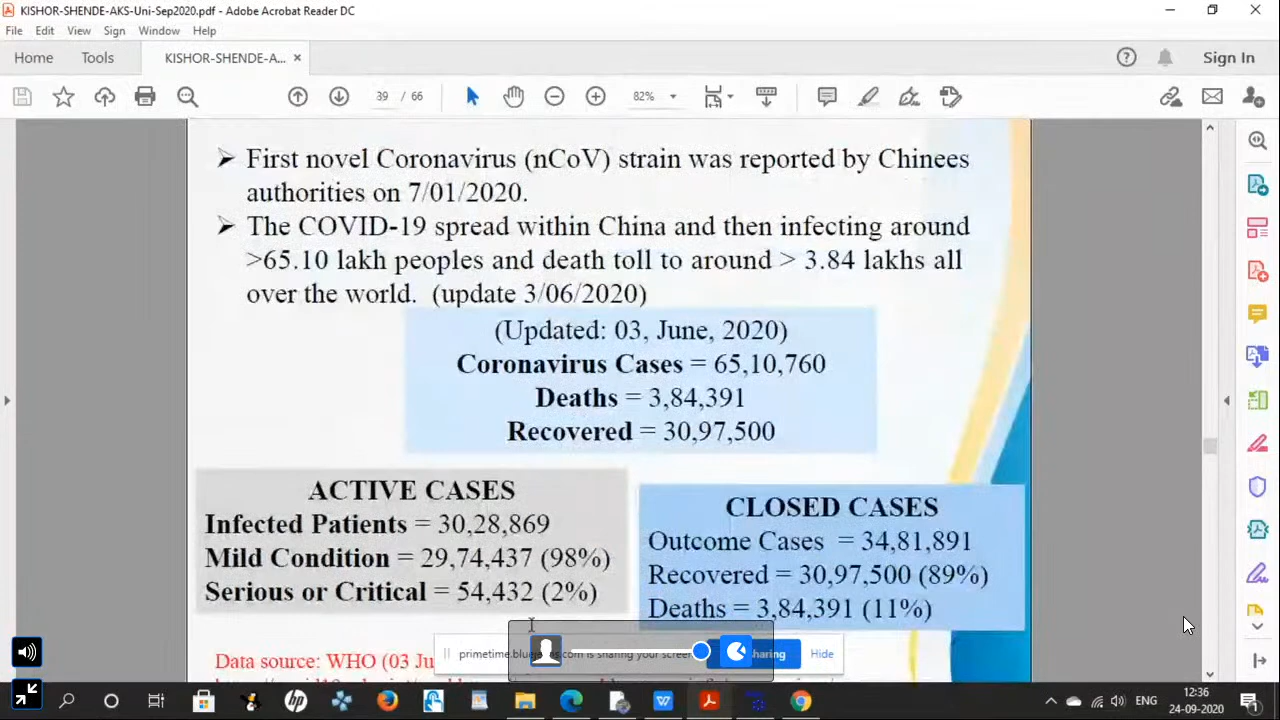 KISHOR-SHENDE-AKS-Uni-Sep2020.pdf - Adobe Acrobat Reader DC
File Edit View Sign Window Help
Home Tools KISHOR-SHENDE-A... × Sign In
39 / 66 82%
➢ First novel Coronavirus (nCoV) strain was reported by Chinees
authorities on 7/01/2020.
➢ The COVID-19 spread within China and then infecting around
>65.10 lakh peoples and death toll to around > 3.84 lakhs all
over the world. (update 3/06/2020)
(Updated: 03, June, 2020)
Coronavirus Cases = 65,10,760
Deaths = 3,84,391
Recovered = 30,97,500
ACTIVE CASES
Infected Patients = 30,28,869
Mild Condition = 29,74,437 (98%)
Serious or Critical = 54,432 (2%)
CLOSED CASES
Outcome Cases = 34,81,891
Recovered = 30,97,500 (89%)
Deaths = 3,84,391 (11%)
is sharing your screen Hide
Data source: WHO (03
ENG
12:36
24-09-2020